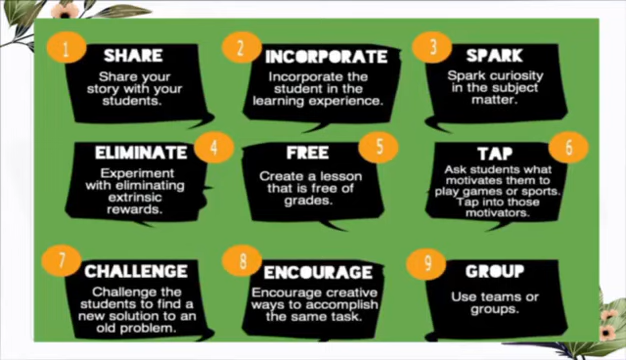 1
SHARE
Share your
story with your
students.
2
INCORPORATE
Incorporate the
student in the
learning experience.
3
SPARK
Spark curiosity
in the subject
matter.
4
ELIMINATE
Experiment
with eliminating
extrinsic
rewards.
5
FREE
Create a lesson
that is free of
grades.
6
TAP
Ask students what
motivates them to
play games or sports.
Tap into those
motivators.
7
CHALLENGE
Challenge the
students to find a
new solution to an
old problem.
8
ENCOURAGE
Encourage creative
ways to accomplish
the same task.
9
GROUP
Use teams or
groups.